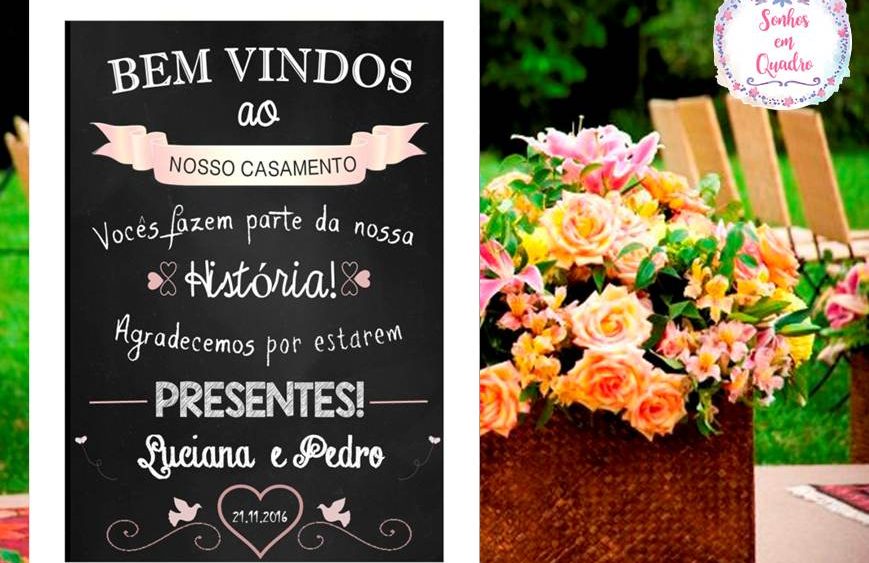 BEM VINDOS
ao
NOSSO CASAMENTO
Vocês fazem parte da nossa
História!
Agradecemos por estarem
PRESENTES!
Luciana e Pedro
21.11.2016
Sonhos
em
Quadro